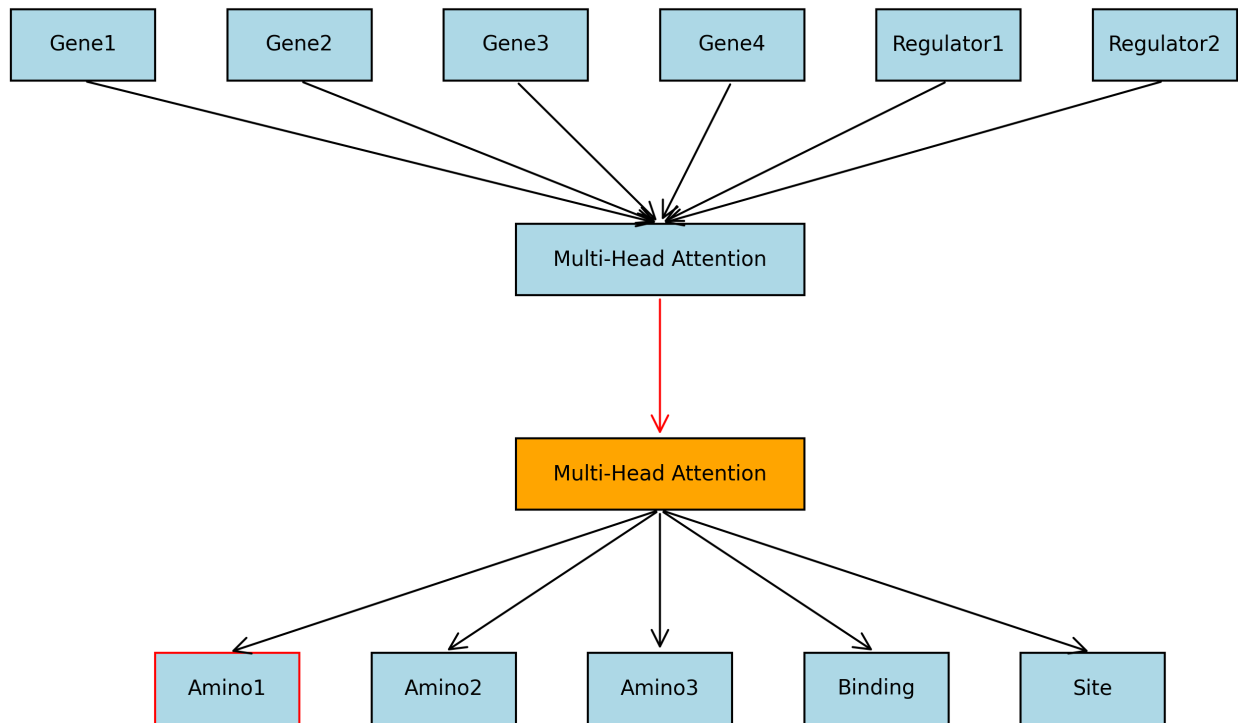 Gene1
Gene2
Gene3
Gene4
Regulator1
Regulator2
Multi-Head Attention
Multi-Head Attention
Amino1
Amino2
Amino3
Binding
Site